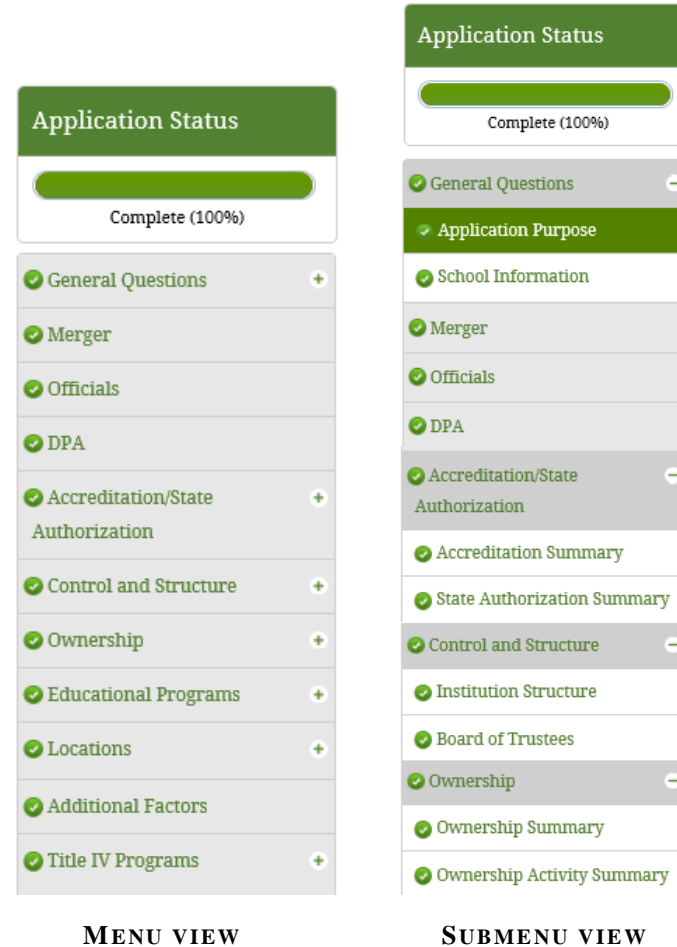 Application Status
Complete (100%)
General Questions
Merger
Officials
DPA
Accreditation/State
Authorization
Control and Structure
Ownership
Educational Programs
Locations
Additional Factors
Title IV Programs
MENU VIEW
Application Status
Complete (100%)
General Questions
Application Purpose
School Information
Merger
Officials
DPA
Accreditation/State
Authorization
Accreditation Summary
State Authorization Summary
Control and Structure
Institution Structure
Board of Trustees
Ownership
Ownership Summary
Ownership Activity Summary
SUBMENU VIEW